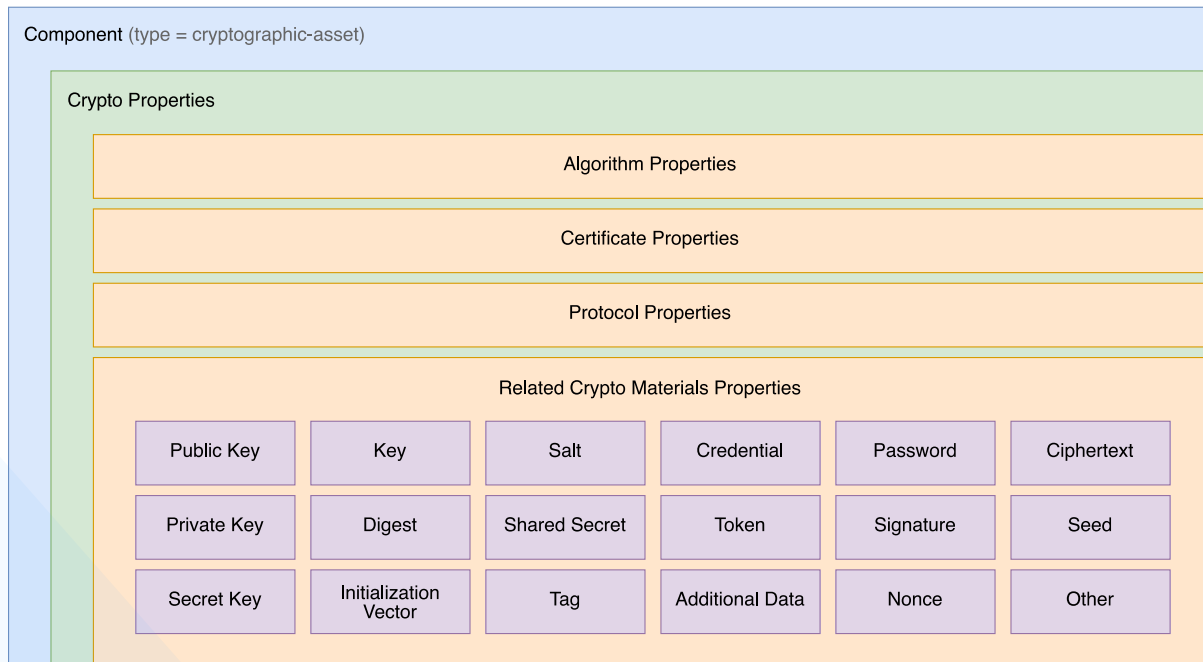 Component (type = cryptographic-asset)
Crypto Properties
Algorithm Properties
Certificate Properties
Protocol Properties
Related Crypto Materials Properties
Public Key
Key
Salt
Credential
Password
Ciphertext
Private Key
Digest
Shared Secret
Token
Signature
Seed
Secret Key
Initialization
Vector
Tag
Additional Data
Nonce
Other